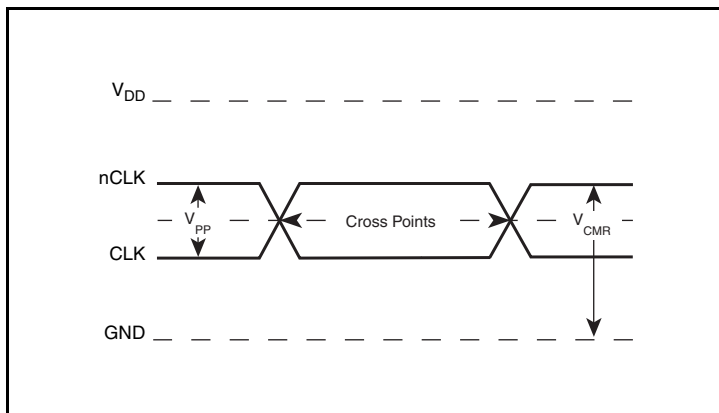 VDD
nCLK
VPP
Cross Points
VCMR
CLK
GND